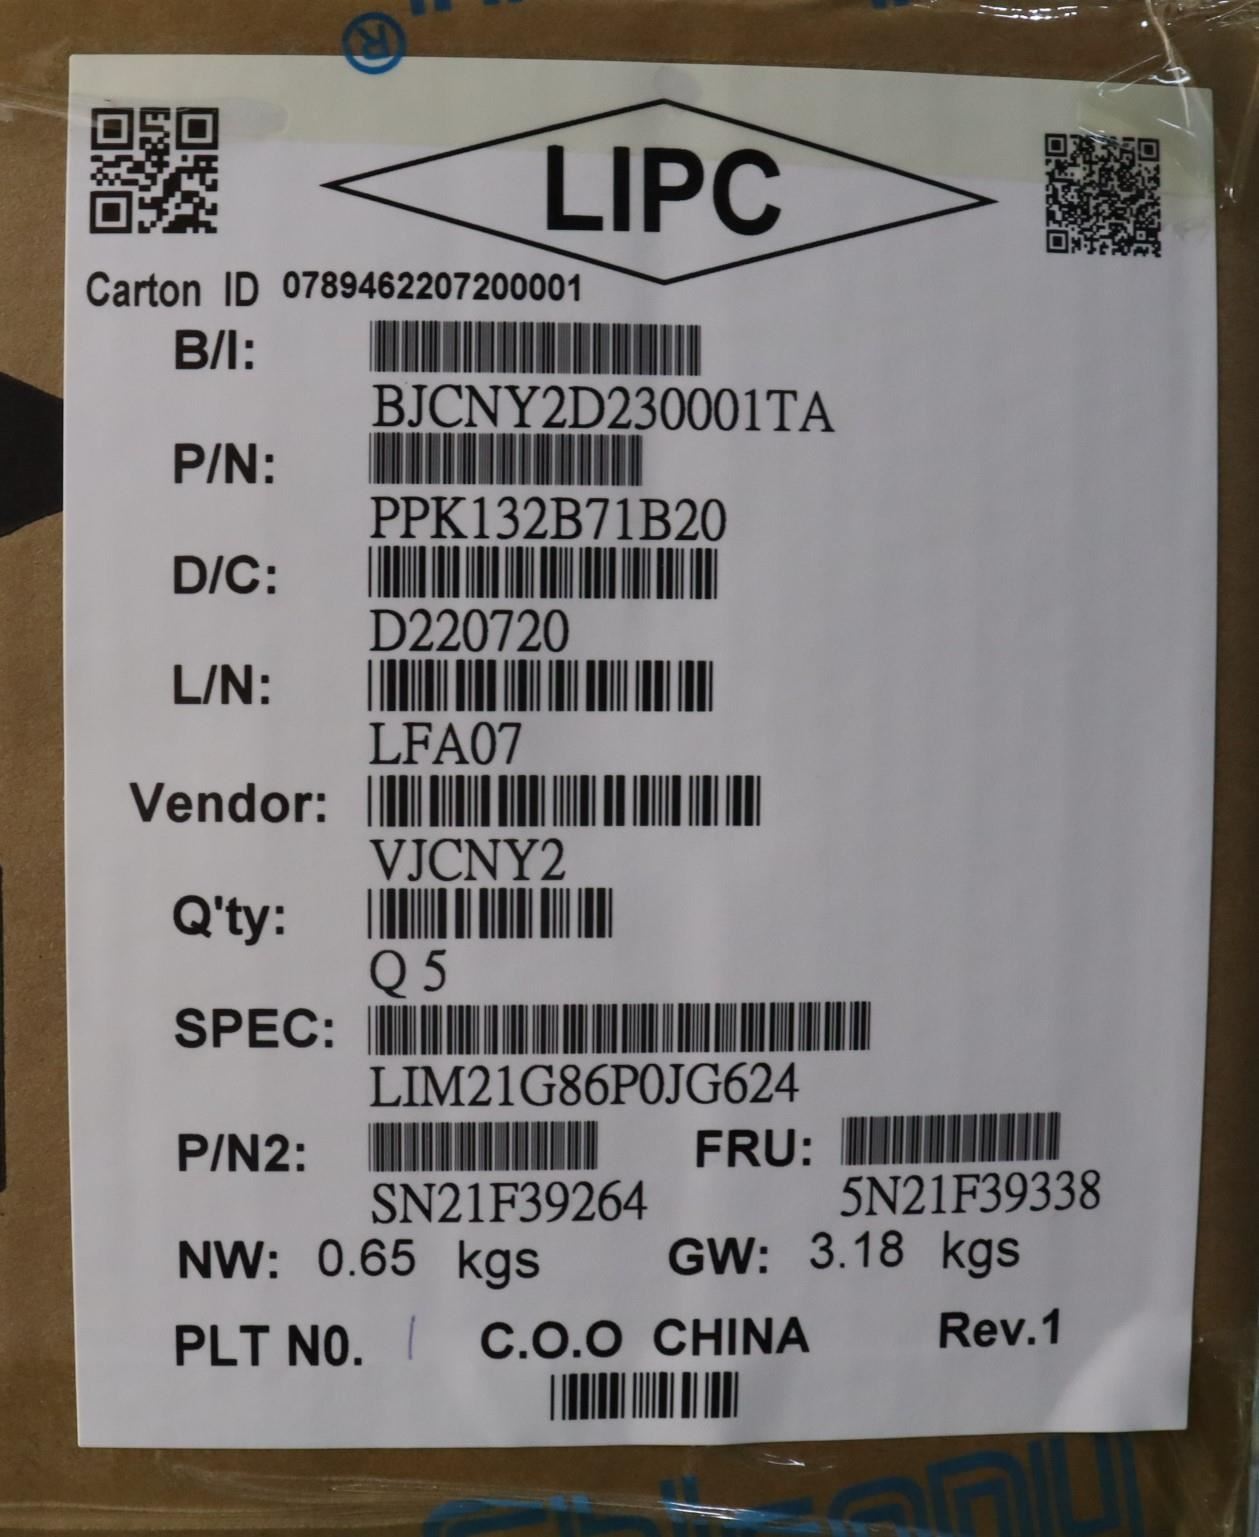 ®
LIPC
Carton ID 0789462207200001
B/I:
BJCNY2D230001TA
P/N:
PPK132B71B20
D/C:
D220720
L/N:
LFA07
Vendor:
VJCNY2
Q'ty:
Q 5
SPEC:
LIM21G86P0JG624
P/N2: FRU:
SN21F39264 5N21F39338
NW: 0.65 kgs GW: 3.18 kgs
PLT N0. 1 C.O.O CHINA Rev.1